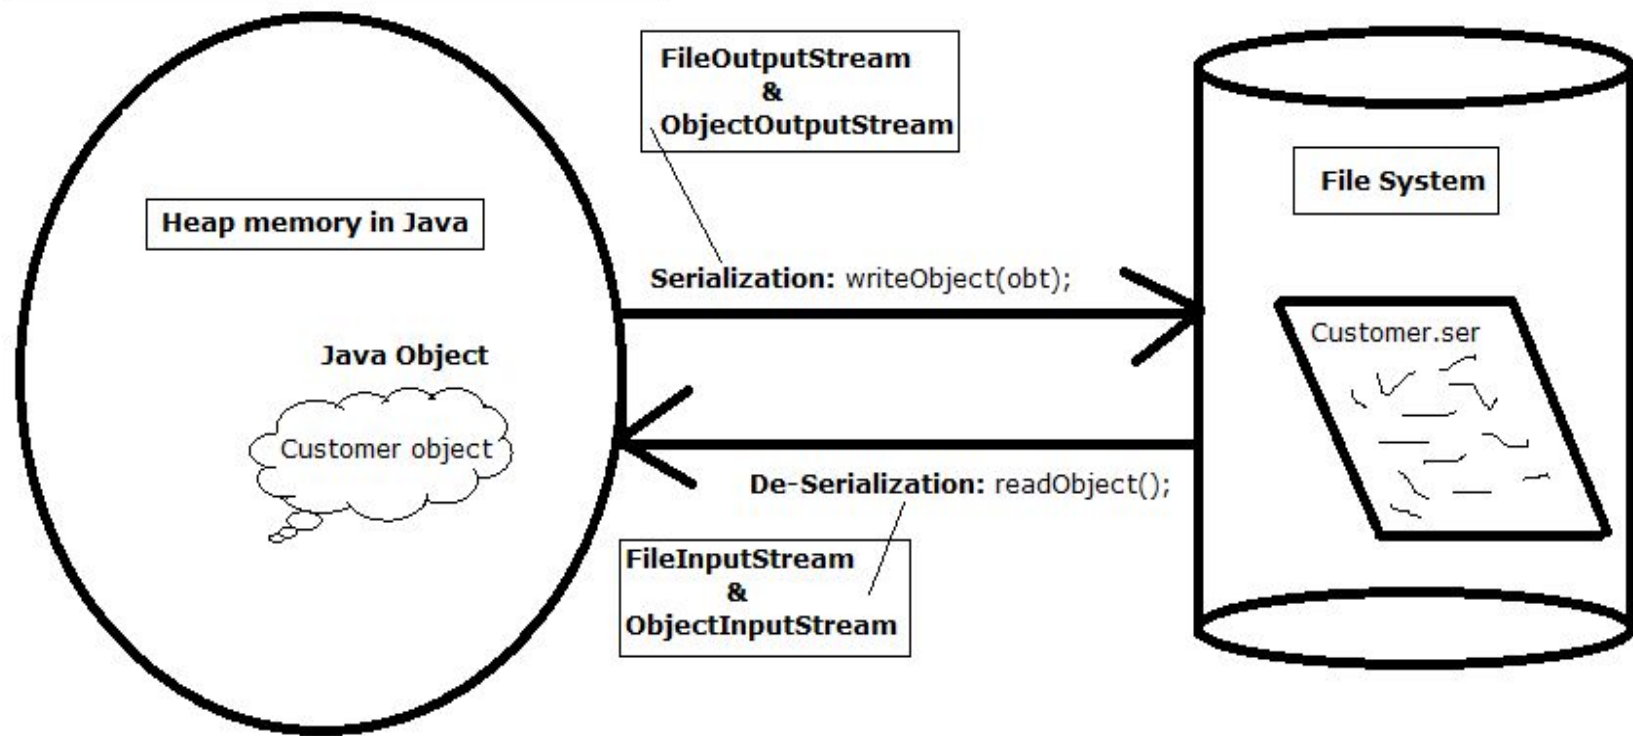 FileOutputStream
&
ObjectOutputStream
File System
Heap memory in Java
Serialization: writeObject(obt);
Customer.ser
Java Object
Customer object
De-Serialization: readObject();
FileInputStream
&
ObjectInputStream